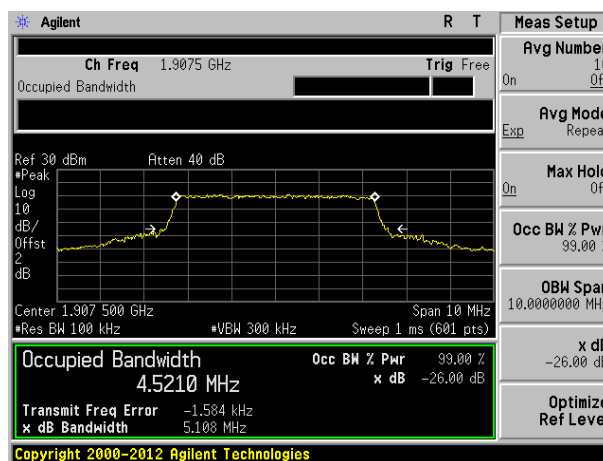 Agilent R T Meas Setup
Ch Freq 1.9075 GHz Trig Free
Occupied Bandwidth
Ref 30 dBm Atten 40 dB
#Peak
Log
10
dB/
Offst
2
dB
Center 1.907 500 GHz Span 10 MHz
#Res BW 100 kHz #VBW 300 kHz Sweep 1 ms (601 pts)
Occupied Bandwidth
4.5210 MHz
Occ BW % Pwr 99.00 %
x dB -26.00 dB
Transmit Freq Error -1.584 kHz
x dB Bandwidth 5.108 MHz
Copyright 2000-2012 Agilent Technologies
Avg Number
On
Avg Mode
Exp Repeat
Max Hold
On
Occ BW % Pwr
99.00
OBW Span
10.0000000 MHz
x dB
-26.00 dB
Optimize
Ref Level